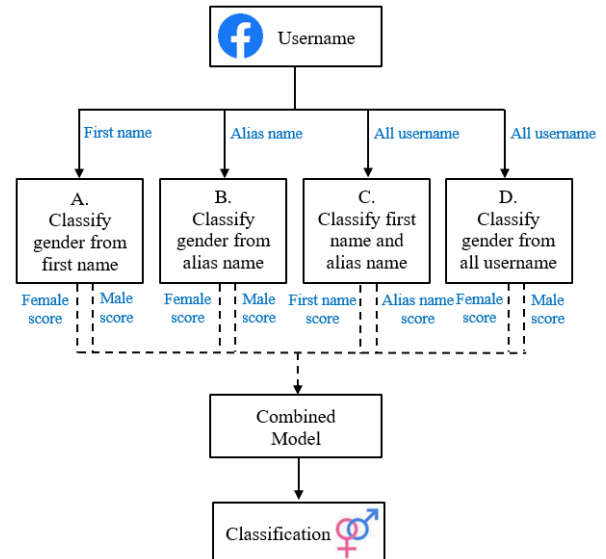 Username
First name
Alias name
All username
All username
A.
Classify
gender from
first name
B.
Classify
gender from
alias name
C.
Classify first
name and
alias name
D.
Classify
gender from
all username
Female
score
Male
score
Female
score
Male
score
First name
score
Alias name
score
Female
score
Male
score
Combined
Model
Classification